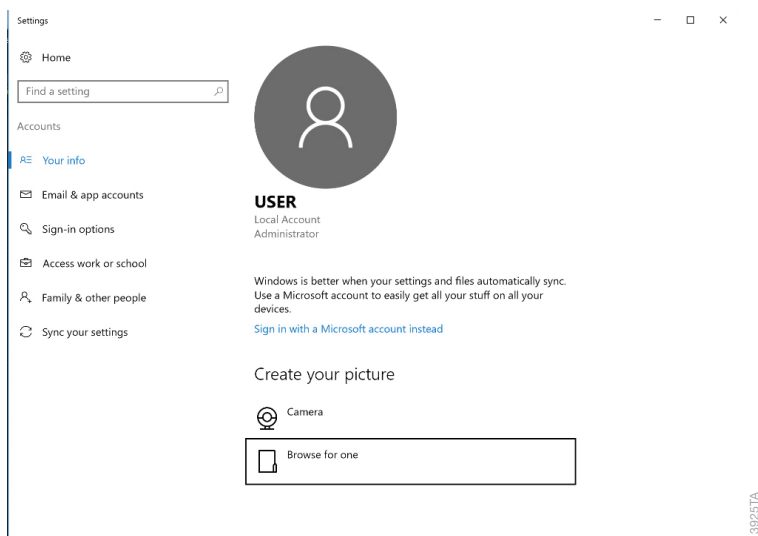 Settings
Home
Find a setting
Accounts
Your info
Email & app accounts
Sign-in options
Access work or school
Family & other people
Sync your settings
USER
Local Account
Administrator
Windows is better when your settings and files automatically sync.
Use a Microsoft account to easily get all your stuff on all your
devices.
Sign in with a Microsoft account instead
Create your picture
Camera
Browse for one
3925TA